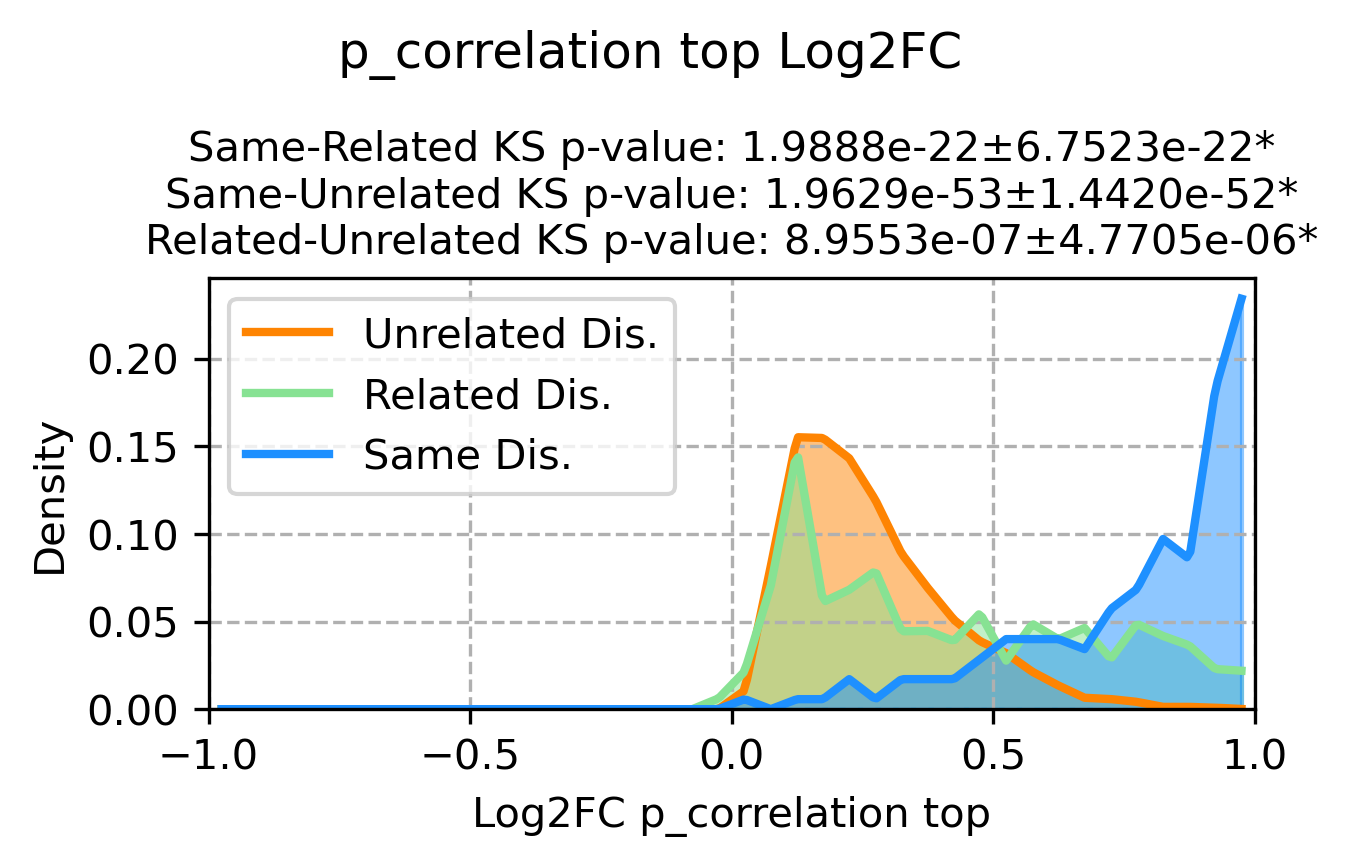 p_correlation top Log2FC
Same-Related KS p-value: 1.9888e-22±6.7523e-22*
Same-Unrelated KS p-value: 1.9629e-53±1.4420e-52*
Related-Unrelated KS p-value: 8.9553e-07±4.7705e-06*
Unrelated Dis.
Related Dis.
Same Dis.
Density
0.20
0.15
0.10
0.05
0.00
−1.0 −0.5 0.0 0.5 1.0
Log2FC p_correlation top